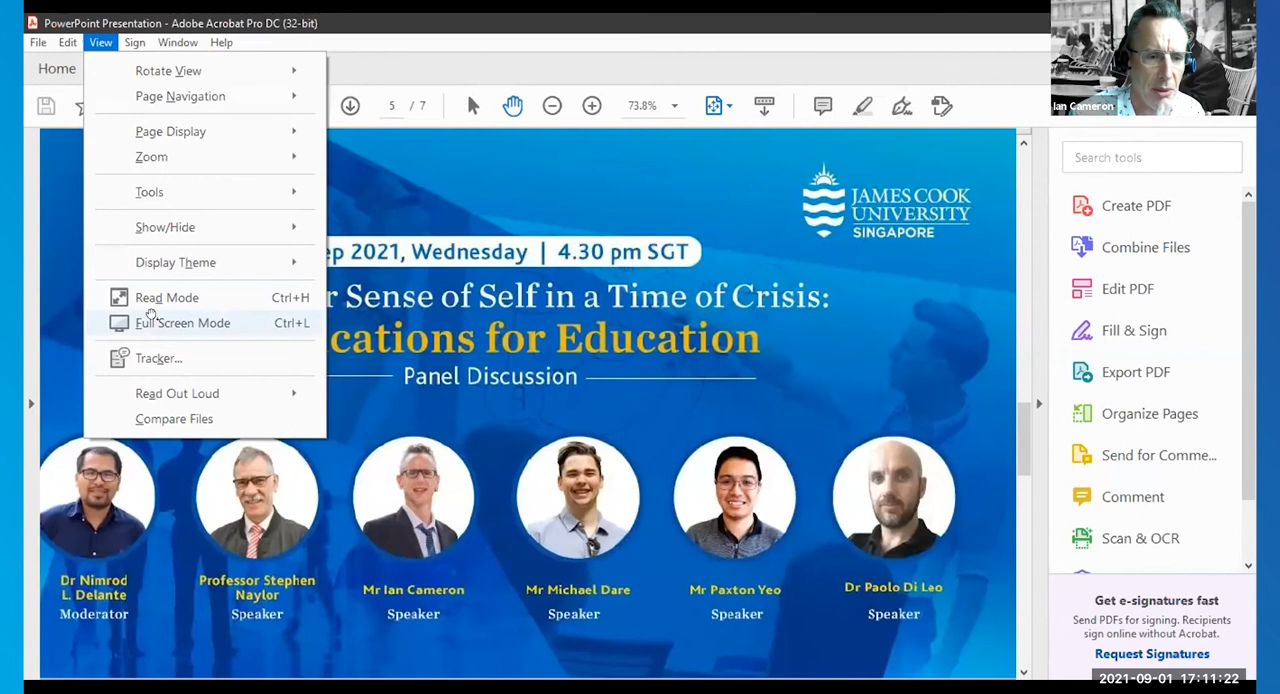 PowerPoint Presentation - Adobe Acrobat Pro DC (32-bit)
File Edit View Sign Window Help
Home
5 / 7
73.8%
Rotate View
Page Navigation
Page Display
Zoom
Tools
Show/Hide
Display Theme
Read Mode Ctrl+H
Full Screen Mode Ctrl+L
Tracker...
Read Out Loud
Compare Files
JAMES COOK
UNIVERSITY
SINGAPORE
ep 2021, Wednesday | 4.30 pm SGT
r Sense of Self in a Time of Crisis:
cations for Education
Panel Discussion
Dr Nimrod
L. Delante
Moderator
Professor Stephen
Naylor
Speaker
Mr Ian Cameron
Speaker
Mr Michael Dare
Speaker
Mr Paxton Yeo
Speaker
Dr Paolo Di Leo
Speaker
Ian Cameron
Search tools
Create PDF
Combine Files
Edit PDF
Fill & Sign
Export PDF
Organize Pages
Send for Comme...
Comment
Scan & OCR
Get e-signatures fast
Send PDFs for signing. Recipients
sign online without Acrobat.
Request Signatures
2021-09-01 17:11:22